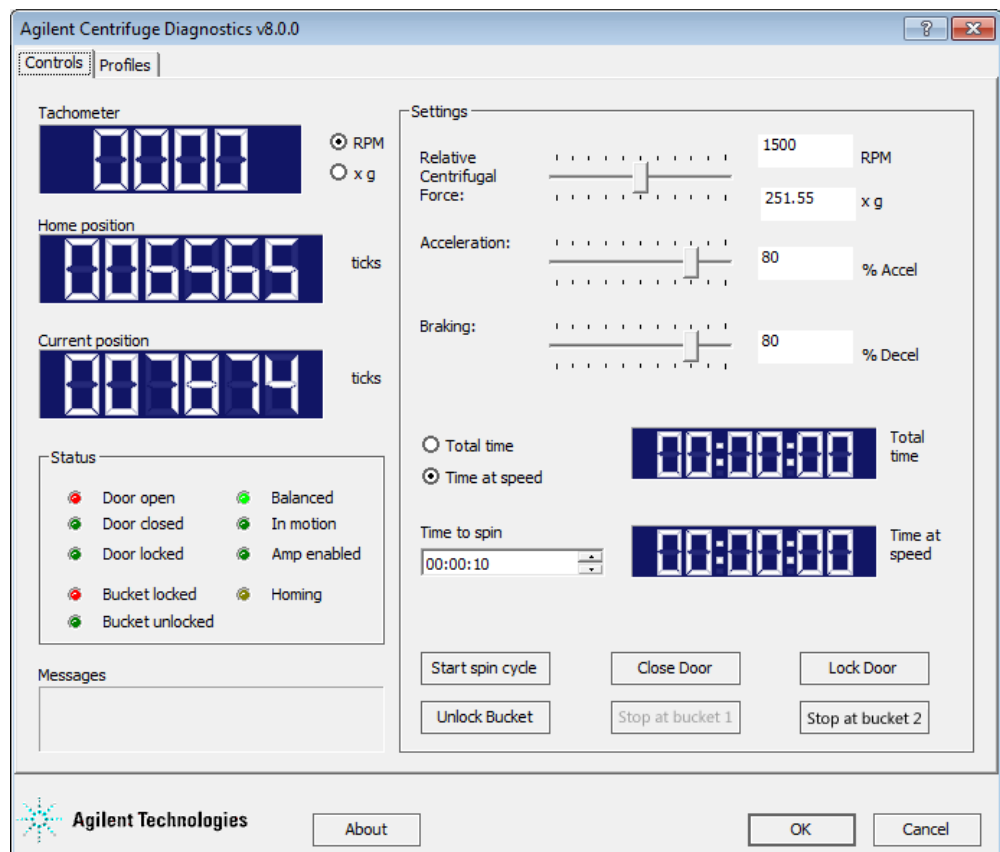 Agilent Centrifuge Diagnostics v8.0.0
Controls
Profiles
Tachometer
0000
RPM
x g
Home position
006565
ticks
Current position
007874
ticks
Status
Door open
Balanced
Door closed
In motion
Door locked
Amp enabled
Bucket locked
Homing
Bucket unlocked
Messages
Settings
Relative
Centrifugal
Force:
1500
RPM
251.55
x g
Acceleration:
80
% Accel
Braking:
80
% Decel
Total time
Time at speed
00:00:00
Total
time
Time to spin
00:00:10
00:00:00
Time at
speed
Start spin cycle
Close Door
Lock Door
Unlock Bucket
Stop at bucket 1
Stop at bucket 2
Agilent Technologies
About
OK
Cancel